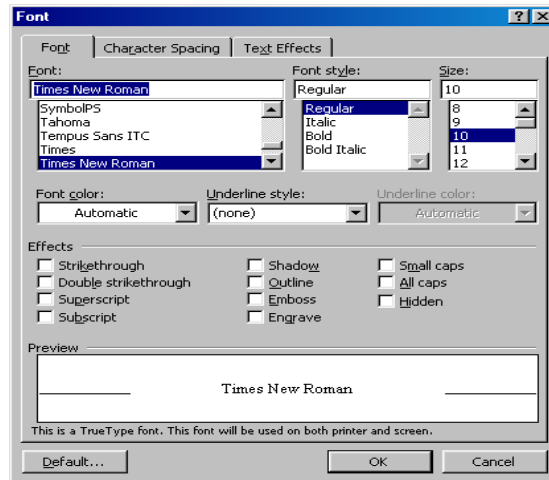 Font
Font Character Spacing Text Effects
Font: Font style: Size:
Times New Roman Regular 10
SymbolPS Regular 8
Tahoma Italic 9
Tempus Sans ITC Bold 10
Times Bold Italic 11
Times New Roman 12
Font color: Underline style: Underline color:
Automatic (none) Automatic
Effects
Strikethrough Shadow Small caps
Double strikethrough Outline All caps
Superscript Emboss Hidden
Subscript Engrave
Preview
Times New Roman
This is a TrueType font. This font will be used on both printer and screen.
Default... OK Cancel